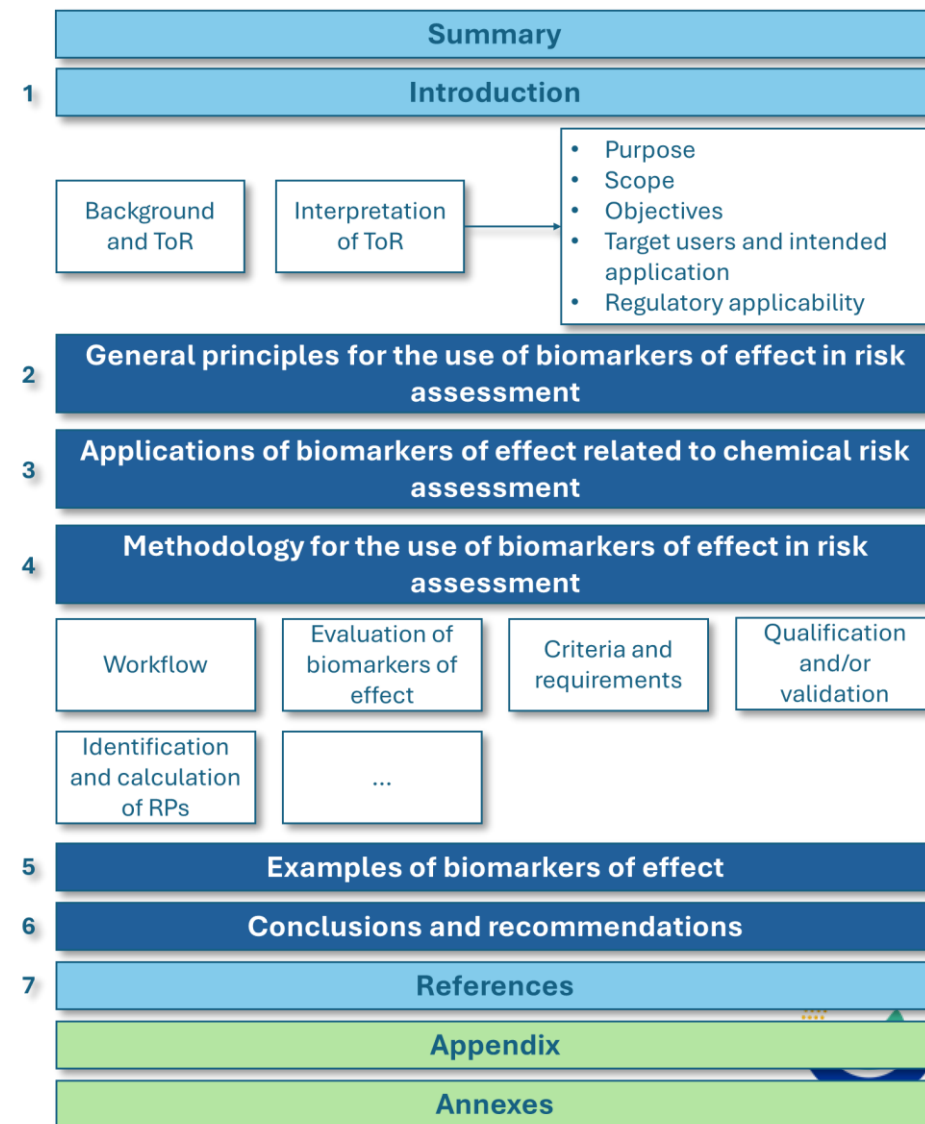 Summary
1
Introduction
Background
and ToR
Interpretation
of ToR
• Purpose
• Scope
• Objectives
• Target users and intended
application
• Regulatory applicability
2
General principles for the use of biomarkers of effect in risk
assessment
3
Applications of biomarkers of effect related to chemical risk
assessment
4
Methodology for the use of biomarkers of effect in risk
assessment
Workflow
Evaluation of
biomarkers of
effect
Criteria and
requirements
Qualification
and/or
validation
Identification
and calculation
of RPs
...
5
Examples of biomarkers of effect
6
Conclusions and recommendations
7
References
Appendix
Annexes